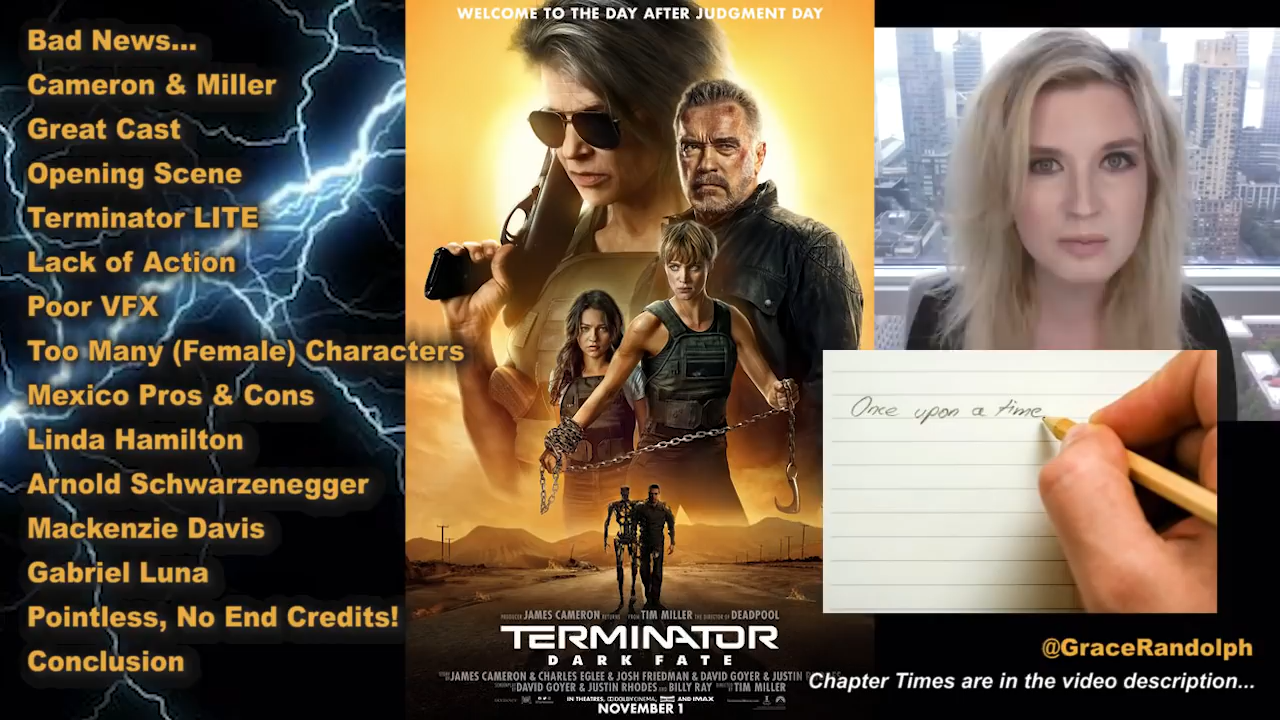 Bad News...
Cameron & Miller
Great Cast
Opening Scene
Terminator LITE
Lack of Action
Poor VFX
Too Many (Female) Characters
Mexico Pros & Cons
Linda Hamilton
Arnold Schwarzenegger
Mackenzie Davis
Gabriel Luna
Pointless, No End Credits!
Conclusion
WELCOME TO THE DAY AFTER JUDGMENT DAY
PRODUCER JAMES CAMERON RETURNS FROM TIM MILLER THE DIRECTOR OF DEADPOOL
TERMINATOR
DARK FATE
JAMES CAMERON & CHARLES EGLEE & JOSH FRIEDMAN & DAVID GOYER & JUSTIN
DAVID GOYER & JUSTIN RHODES AND BILLY RAY DIRECTED BY TIM MILLER
IN THEATRES, AND IMAX
NOVEMBER 1
Once upon a time
@GraceRandolph
Chapter Times are in the video description...